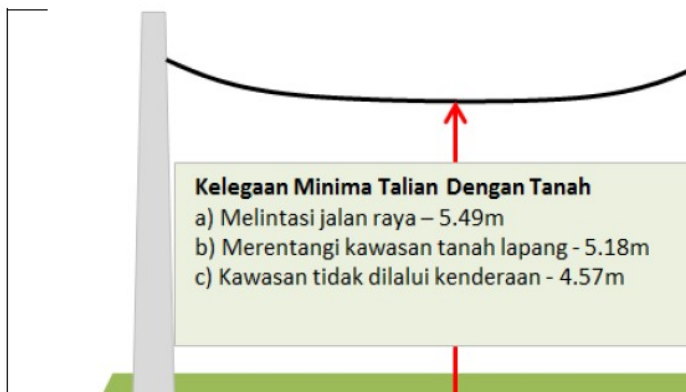 Kelegaan Minima Talian Dengan Tanah
a) Melintasi jalan raya – 5.49m
b) Merentangi kawasan tanah lapang - 5.18m
c) Kawasan tidak dilalui kenderaan - 4.57m